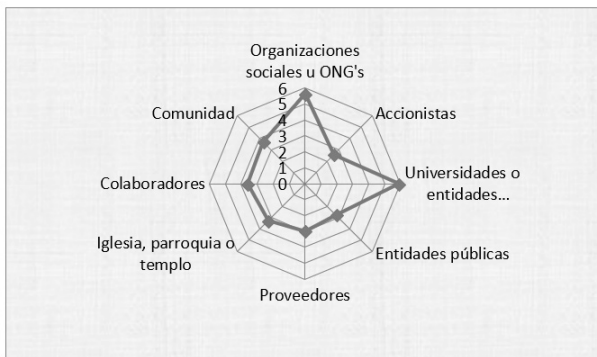 Organizaciones
sociales u ONG's
6
5
4
3
2
1
0
Accionistas
Universidades o
entidades...
Entidades públicas
Proveedores
Iglesia, parroquia o
templo
Colaboradores
Comunidad